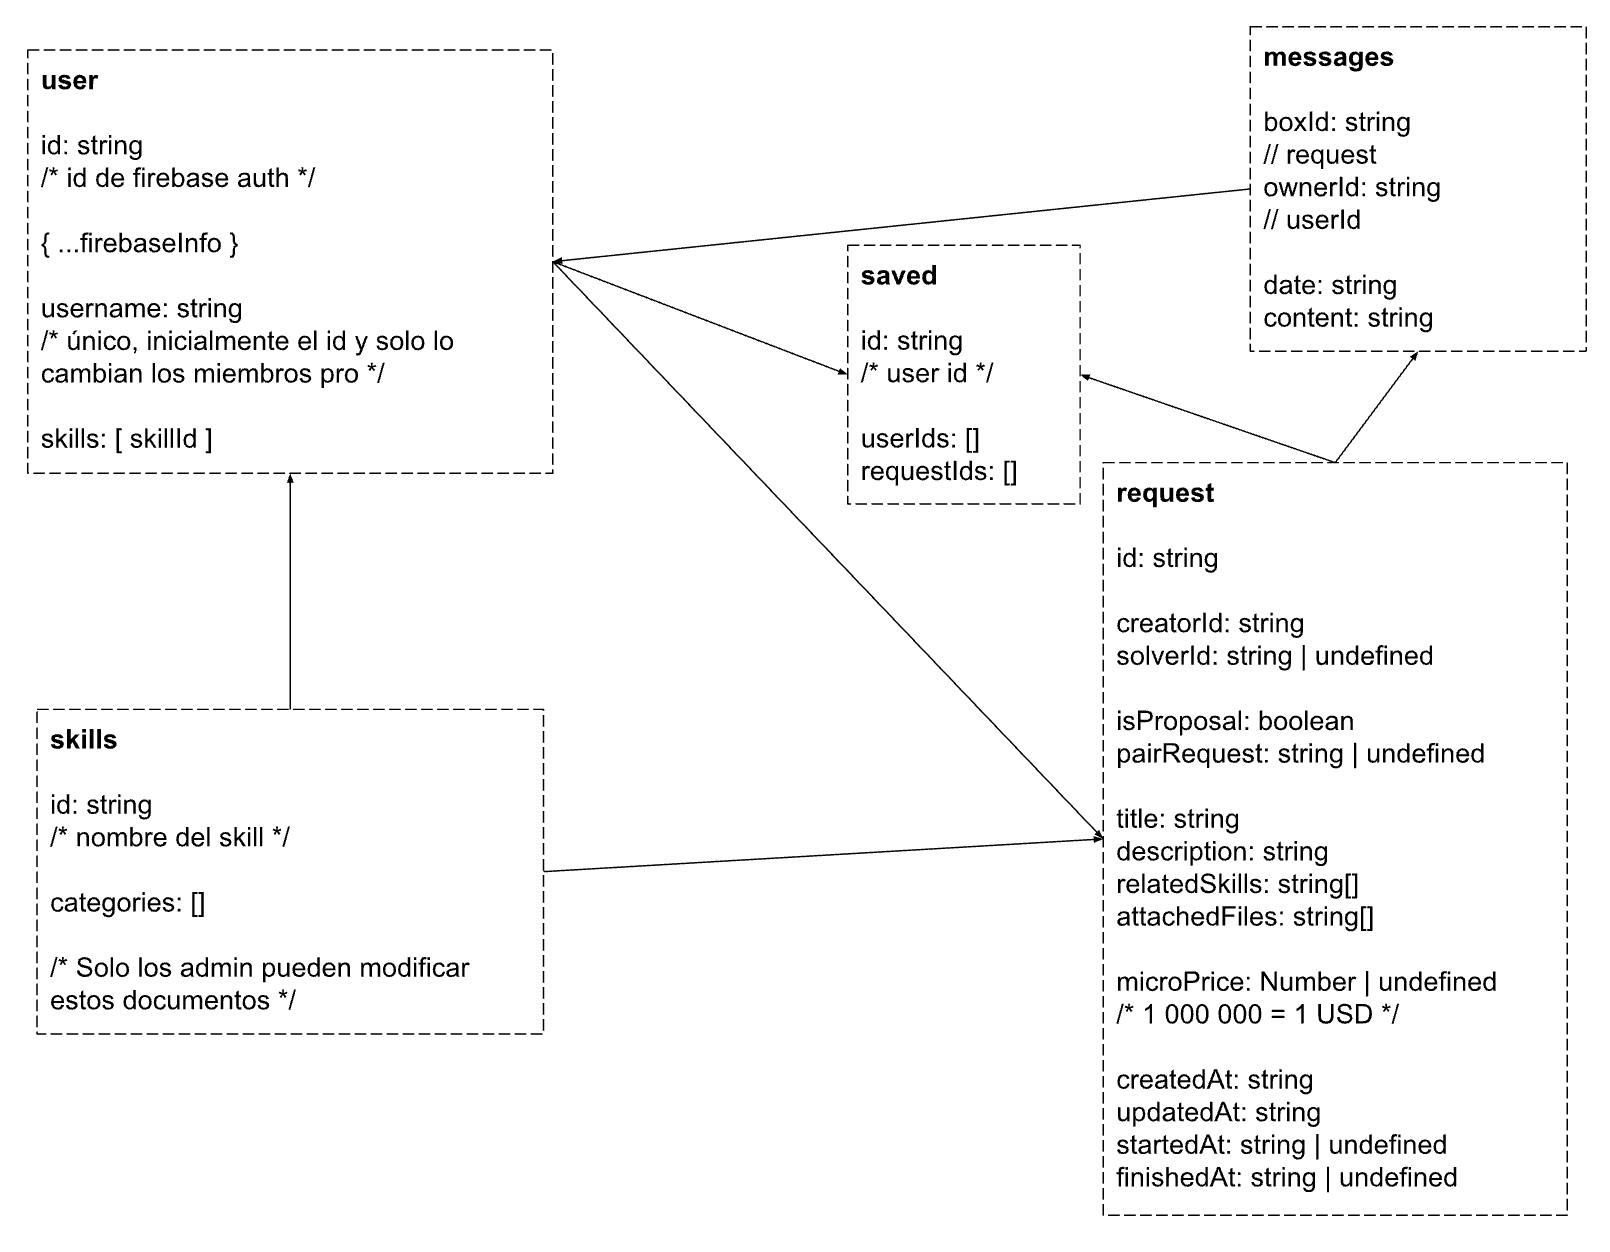 user
id: string
/* id de firebase auth */
{ ...firebaseInfo }
username: string
/* único, inicialmente el id y solo lo
cambian los miembros pro */
skills: [ skillId ]
messages
boxId: string
// request
ownerId: string
// userId
date: string
content: string
saved
id: string
/* user id */
userIds: []
requestIds: []
request
id: string
creatorId: string
solverId: string | undefined
isProposal: boolean
pairRequest: string | undefined
title: string
description: string
relatedSkills: string[]
attachedFiles: string[]
microPrice: Number | undefined
/* 1 000 000 = 1 USD */
createdAt: string
updatedAt: string
startedAt: string | undefined
finishedAt: string | undefined
skills
id: string
/* nombre del skill */
categories: []
/* Solo los admin pueden modificar
estos documentos */